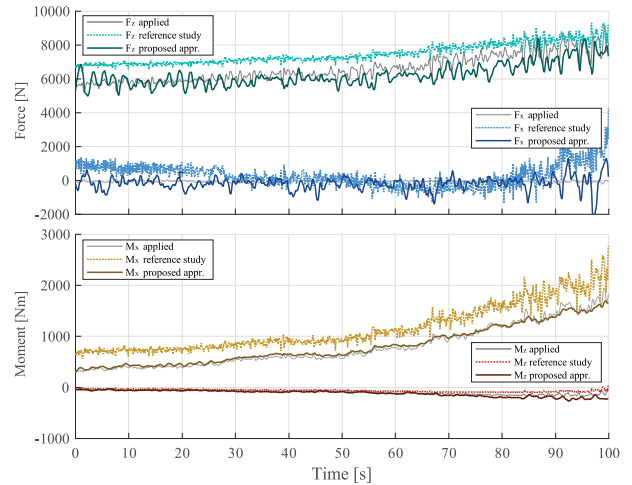 10000
8000
6000
4000
2000
0
-2000
Force [N]
Fz applied
Fz reference study
Fz proposed appr.
Fx applied
Fx reference study
Fx proposed appr.
3000
2000
1000
0
-1000
Moment [Nm]
Mx applied
Mx reference study
Mx proposed appr.
Mz applied
Mz reference study
Mz proposed appr.
0 10 20 30 40 50 60 70 80 90 100
Time [s]